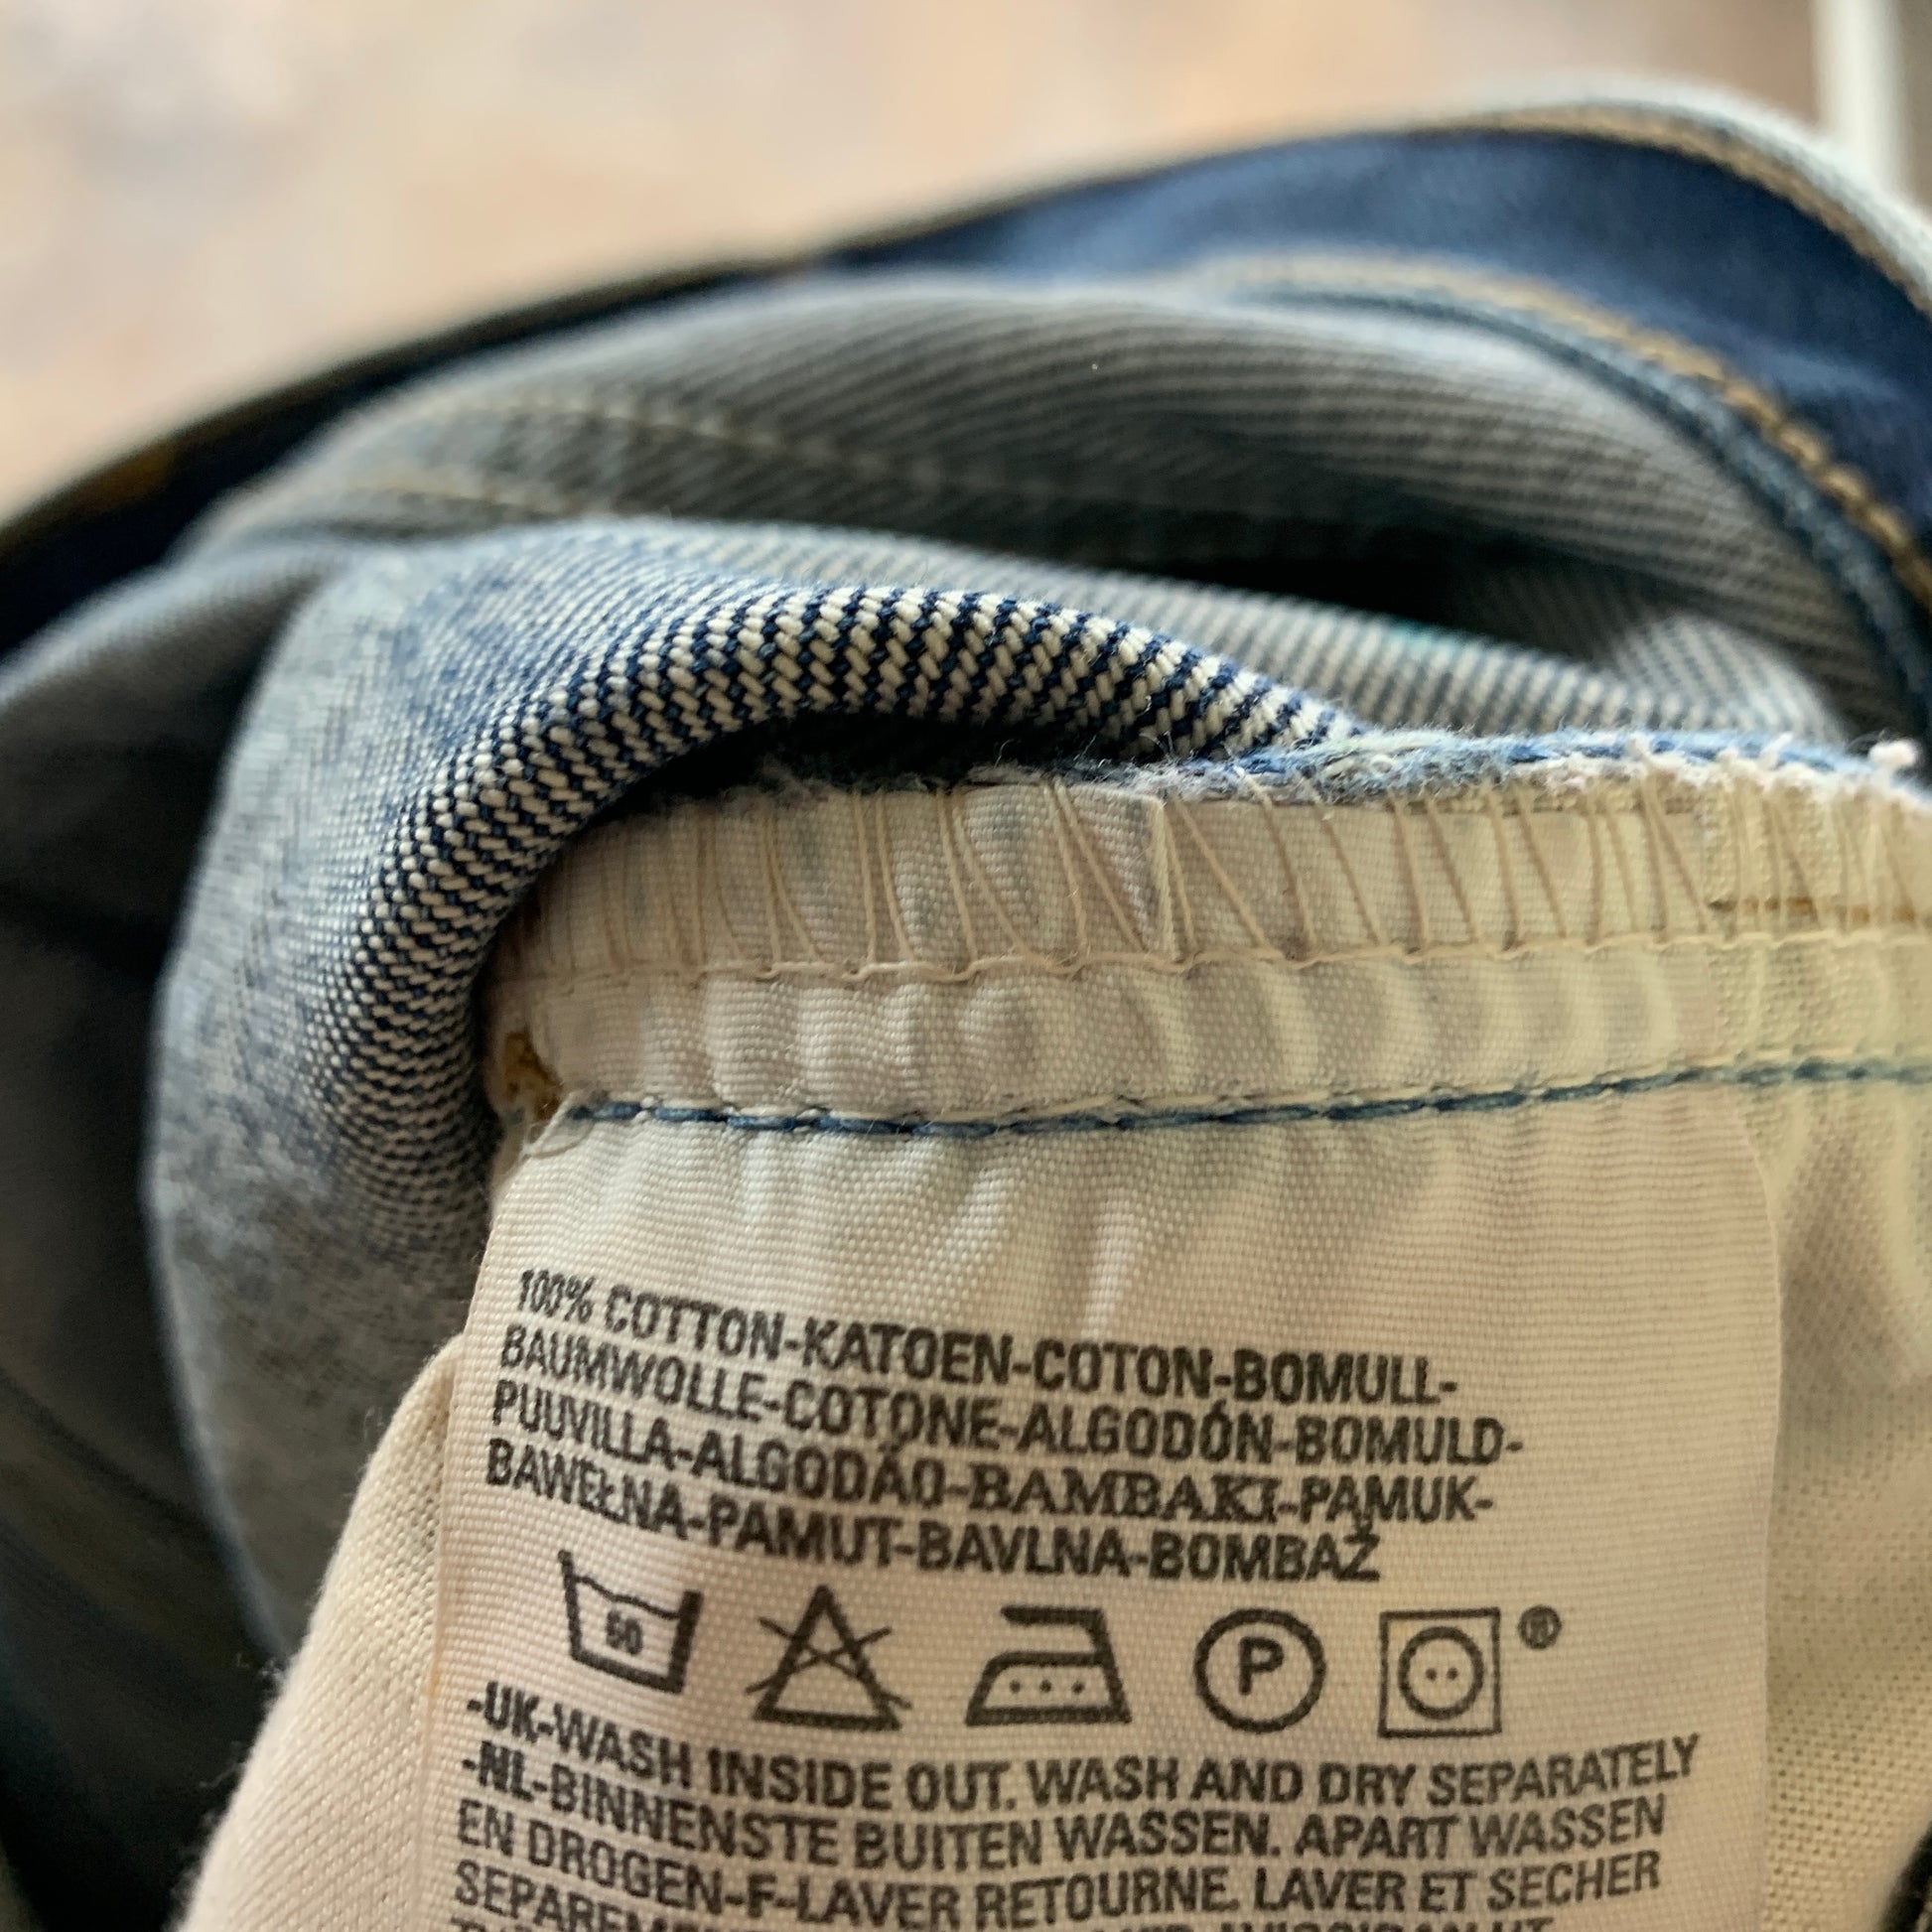 100% COTTON-KATOEN-COTON-BOMULL-
BAUMWOLLE-COTONE-ALGODÓN-BOMULD-
PUUVILLA-ALGODÃO-BAMBAKI-PAMUK-
BAWEŁNA-PAMUT-BAVLNA-BOMBAŽ
60
P
®
-UK-WASH INSIDE OUT. WASH AND DRY SEPARATELY
-NL-BINNENSTE BUITEN WASSEN. APART WASSEN
EN DROGEN-F-LAVER RETOURNE. LAVER ET SECHER